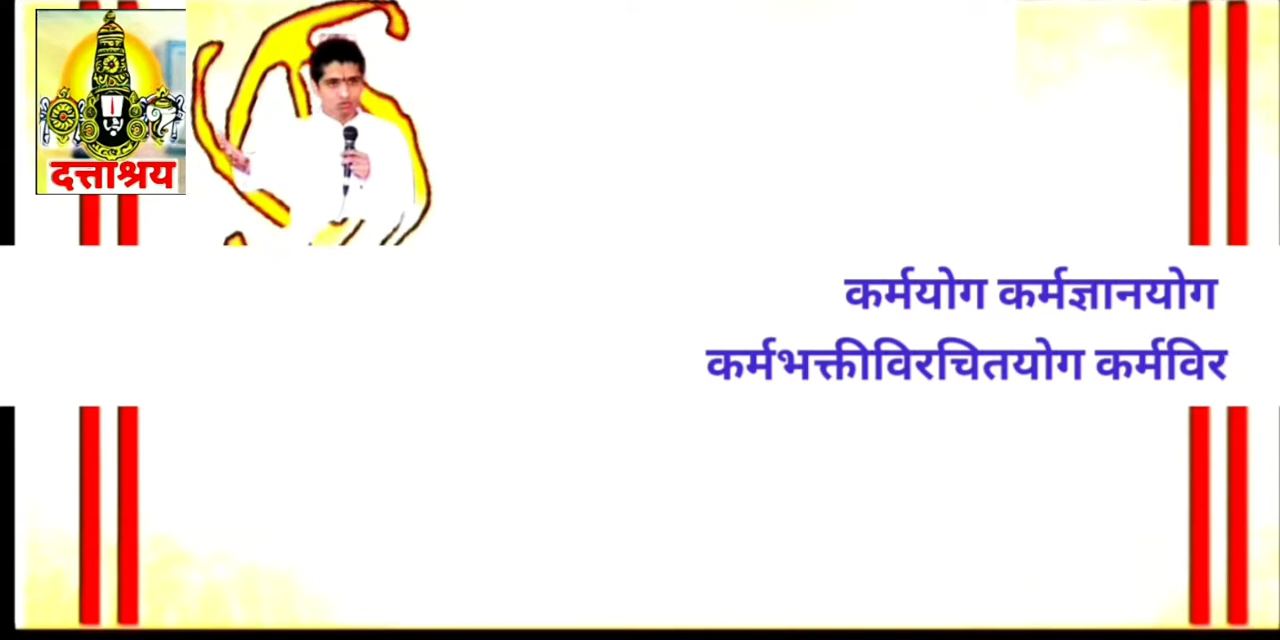 दत्ताश्रय
कर्मयोग कर्मज्ञानयोग
कर्मभक्तीविरचितयोग कर्मविर